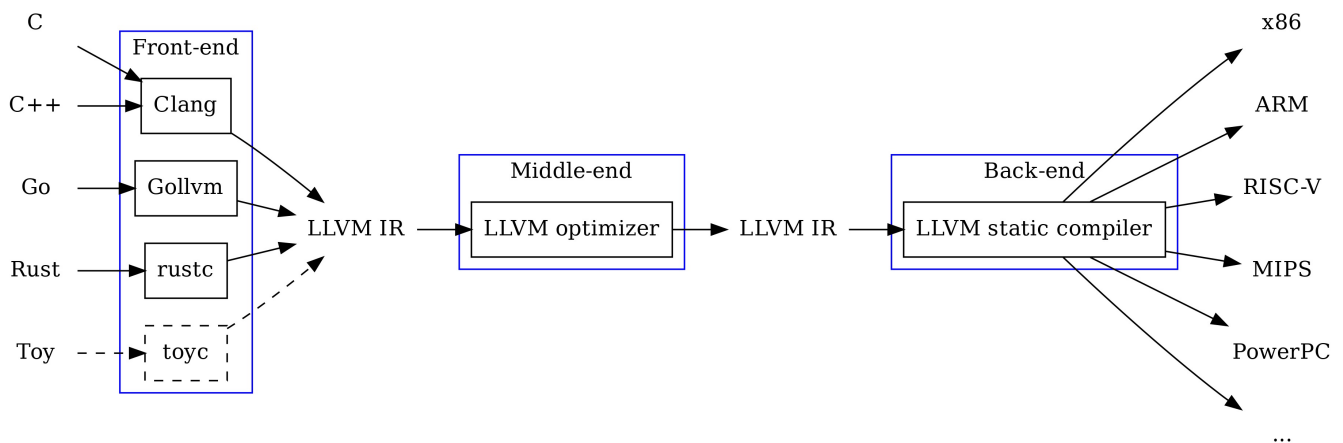 C
C++
Go
Rust
Toy
Front-end
Clang
Gollvm
rustc
toyc
LLVM IR
Middle-end
LLVM optimizer
LLVM IR
Back-end
LLVM static compiler
x86
ARM
RISC-V
MIPS
PowerPC
...